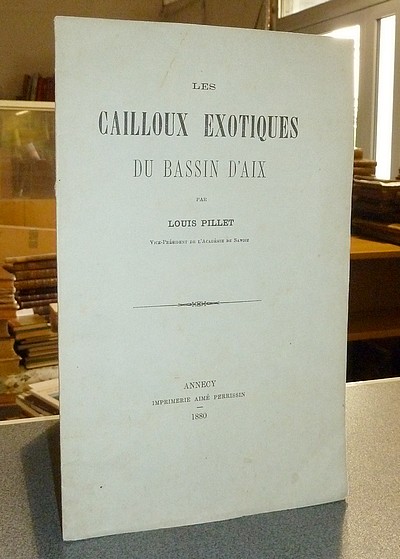 LES
CAILLOUX EXOTIQUES
DU BASSIN D'AIX
PAR
LOUIS PILLET
VICE-PRÉSIDENT DE L'ACADÉMIE DE SAVOIE
ANNECY
IMPRIMERIE AIMÉ PERRISSIN
1880